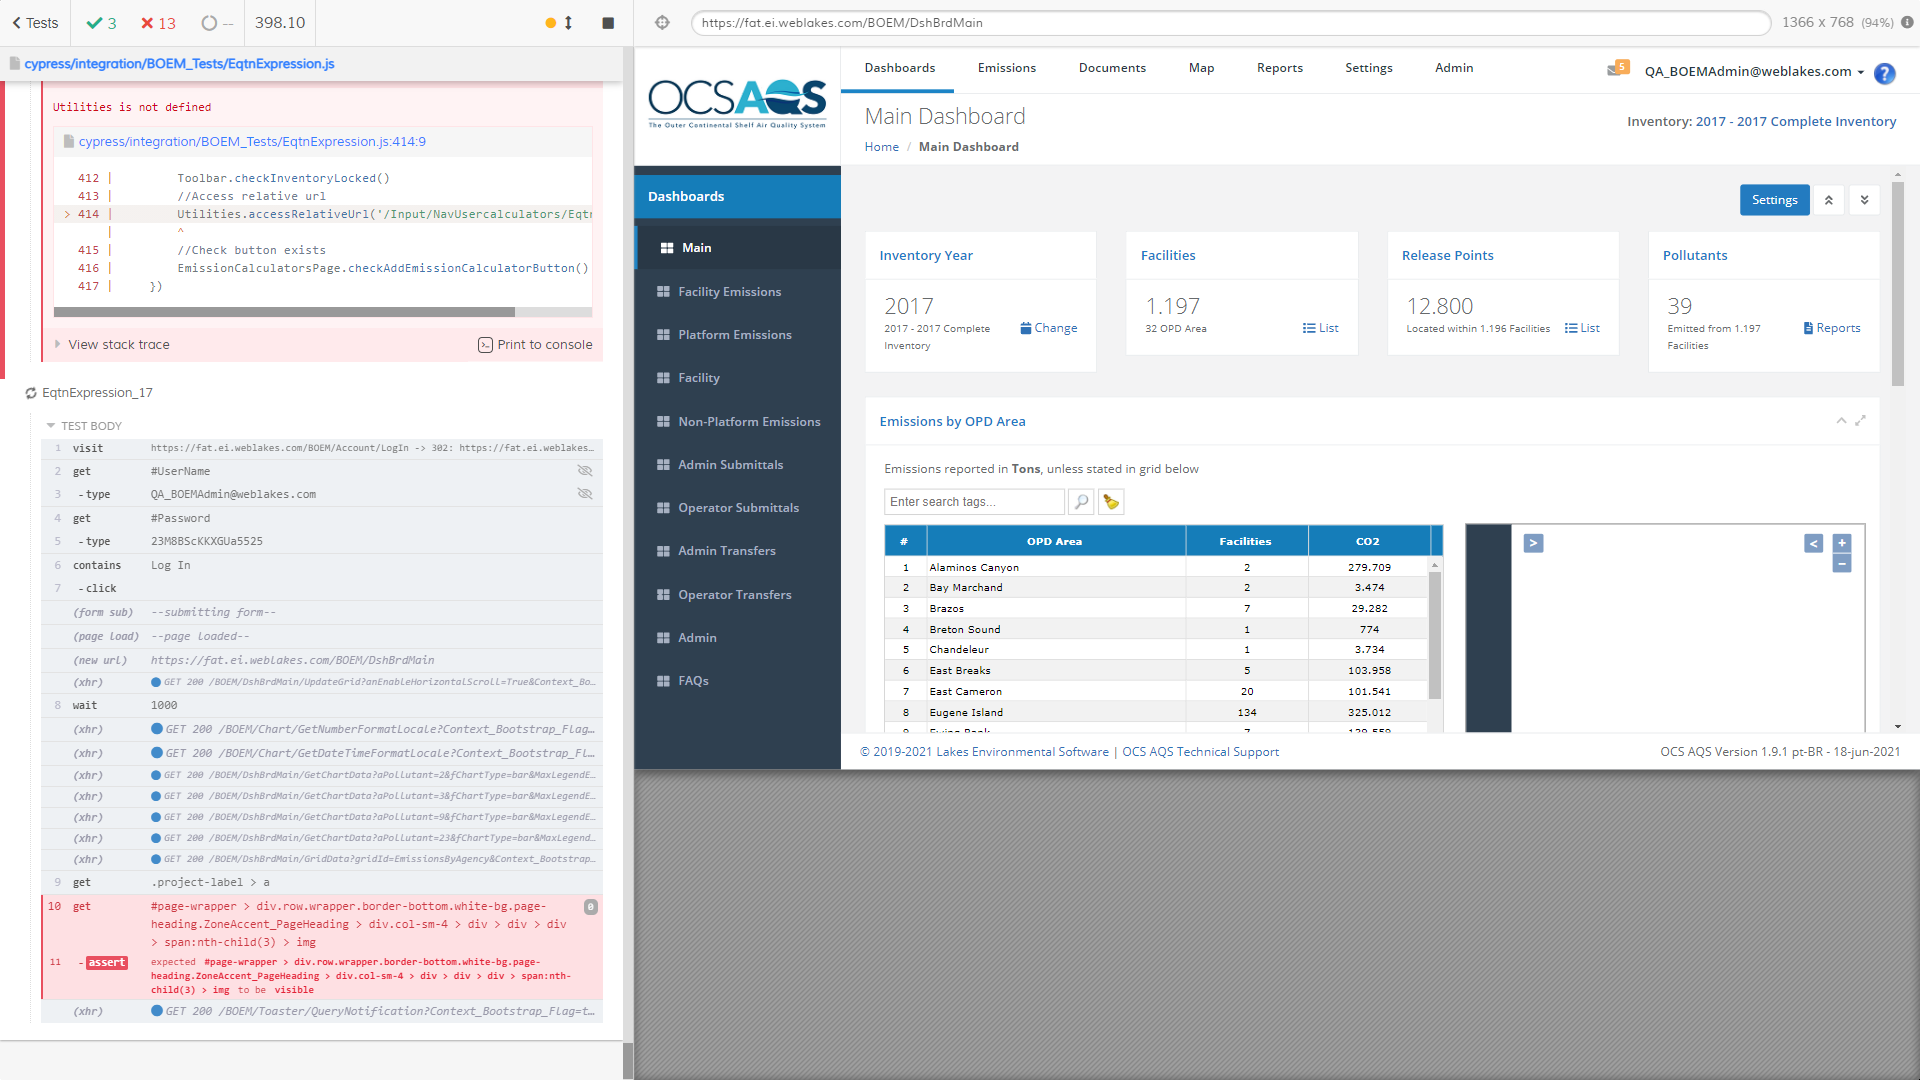 Tests
3
13
--
398.10
cypress/integration/BOEM_Tests/EqtnExpression.js
Utilities is not defined
cypress/integration/BOEM_Tests/EqtnExpression.js:414:9
412 | Toolbar.checkInventoryLocked()
413 | //Access relative url
> 414 | Utilities.accessRelativeUrl('/Input/NavUsercalculators/Eqt
| ^
415 | //Check button exists
416 | EmissionCalculatorsPage.checkAddEmissionCalculatorButton()
417 | })
View stack trace
Print to console
EqtnExpression_17
TEST BODY
1 visit https://fat.ei.weblakes.com/BOEM/Account/LogIn -> 302: https://fat.ei.weblakes...
2 get #UserName
3 -type QA_BOEMAdmin@weblakes.com
4 get #Password
5 -type 23M8BScKKXGUa5525
6 contains Log In
7 -click
(form sub) --submitting form--
(page load) --page loaded--
(new url) https://fat.ei.weblakes.com/BOEM/DshBrdMain
(xhr) GET 200 /BOEM/DshBrdMain/UpdateGrid?anEnableHorizontalScroll=True&Context_Bo...
8 wait 1000
(xhr) GET 200 /BOEM/Chart/GetNumberFormatLocale?Context_Bootstrap_Flag...
(xhr) GET 200 /BOEM/Chart/GetDateTimeFormatLocale?Context_Bootstrap_Fl...
(xhr) GET 200 /BOEM/DshBrdMain/GetChartData?aPollutant=2&fChartType=bar&MaxLegendE...
(xhr) GET 200 /BOEM/DshBrdMain/GetChartData?aPollutant=3&fChartType=bar&MaxLegendE...
(xhr) GET 200 /BOEM/DshBrdMain/GetChartData?aPollutant=9&fChartType=bar&MaxLegendE...
(xhr) GET 200 /BOEM/DshBrdMain/GetChartData?aPollutant=23&fChartType=bar&MaxLegend...
(xhr) GET 200 /BOEM/DshBrdMain/GridData?gridId=EmissionsByAgency&Context_Bootstrap...
9 get .project-label > a
10 get #page-wrapper > div.row.wrapper.border-bottom.white-bg.page-
heading.ZoneAccent_PageHeading > div.col-sm-4 > div > div > div
> span:nth-child(3) > img
0
11 -assert expected #page-wrapper > div.row.wrapper.border-bottom.white-bg.page-
heading.ZoneAccent_PageHeading > div.col-sm-4 > div > div > div > span:nth-
child(3) > img to be visible
(xhr) GET 200 /BOEM/Toaster/QueryNotification?Context_Bootstrap_Flag=t...
https://fat.ei.weblakes.com/BOEM/DshBrdMain
1366 x 768 (94%)
OCSAQS
The Outer Continental Shelf Air Quality System
Dashboards
Emissions
Documents
Map
Reports
Settings
Admin
5
QA_BOEMAdmin@weblakes.com
?
Main Dashboard
Inventory: 2017 - 2017 Complete Inventory
Home / Main Dashboard
Dashboards
Main
Facility Emissions
Platform Emissions
Facility
Non-Platform Emissions
Admin Submittals
Operator Submittals
Admin Transfers
Operator Transfers
Admin
FAQs
Settings
Inventory Year
2017
2017 - 2017 Complete
Inventory
Change
Facilities
1.197
32 OPD Area
List
Release Points
12.800
Located within 1.196 Facilities
List
Pollutants
39
Emitted from 1.197
Facilities
Reports
Emissions by OPD Area
Emissions reported in Tons, unless stated in grid below
Enter search tags...
# OPD Area Facilities CO2
1 Alaminos Canyon 2 279.709
2 Bay Marchand 2 3.474
3 Brazos 7 29.282
4 Breton Sound 1 774
5 Chandeleur 1 3.734
6 East Breaks 5 103.958
7 East Cameron 20 101.541
8 Eugene Island 134 325.012
>
<
+
−
© 2019-2021 Lakes Environmental Software | OCS AQS Technical Support
OCS AQS Version 1.9.1 pt-BR - 18-jun-2021